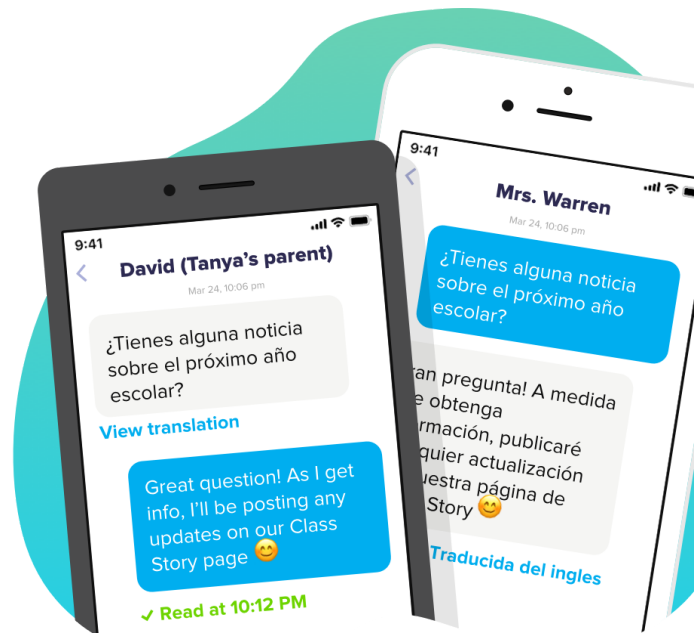 9:41
David (Tanya's parent)
Mar 24, 10:06 pm
¿Tienes alguna noticia
sobre el próximo año
escolar?
View translation
Great question! As I get
info, I'll be posting any
updates on our Class
Story page 😊
✓ Read at 10:12 PM
9:41
Mrs. Warren
Mar 24, 10:06 pm
¿Tienes alguna noticia
sobre el próximo año
escolar?
pregunta! A medida
obtenga
publicaré
actualización
página de
Story 😊
Traducida del ingles